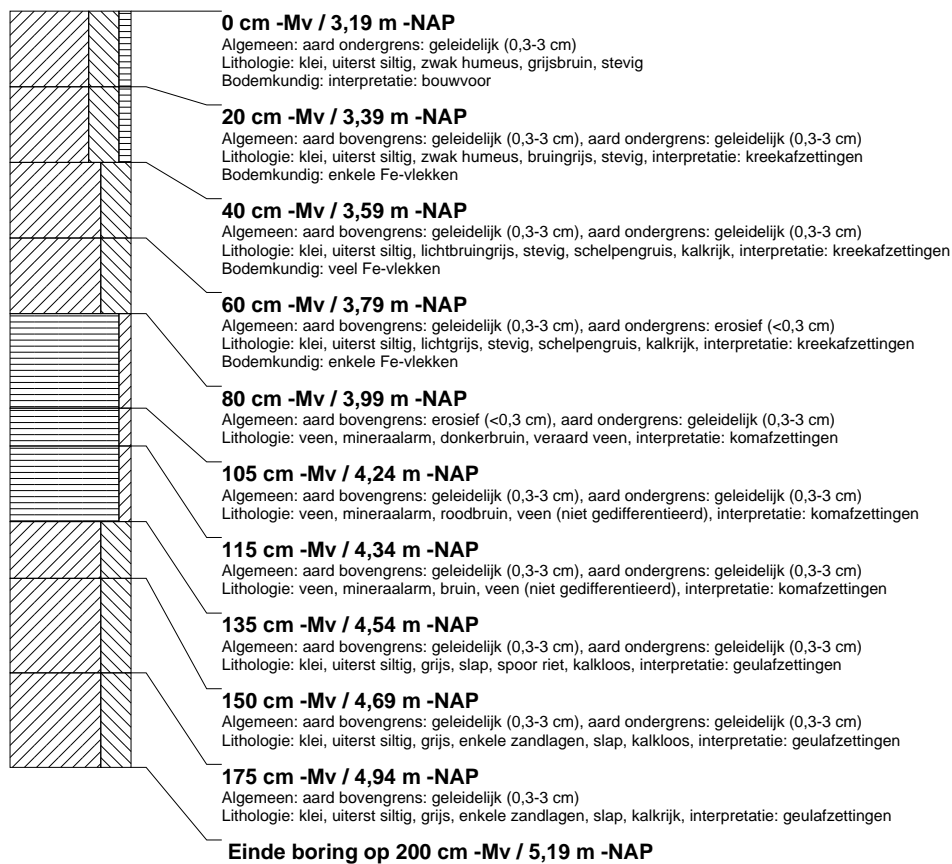 0 cm -Mv / 3,19 m -NAP
Algemeen: aard ondergrens: geleidelijk (0,3-3 cm)
Lithologie: klei, uiterst siltig, zwak humeus, grijsbruin, stevig
Bodemkundig: interpretatie: bouwvoor
20 cm -Mv / 3,39 m -NAP
Algemeen: aard bovengrens: geleidelijk (0,3-3 cm), aard ondergrens: geleidelijk (0,3-3 cm)
Lithologie: klei, uiterst siltig, zwak humeus, bruingrijs, stevig, interpretatie: kreekafzettingen
Bodemkundig: enkele Fe-vlekken
40 cm -Mv / 3,59 m -NAP
Algemeen: aard bovengrens: geleidelijk (0,3-3 cm), aard ondergrens: geleidelijk (0,3-3 cm)
Lithologie: klei, uiterst siltig, lichtbruingrijs, stevig, schelpengruis, kalkrijk, interpretatie: kreekafzettingen
Bodemkundig: veel Fe-vlekken
60 cm -Mv / 3,79 m -NAP
Algemeen: aard bovengrens: geleidelijk (0,3-3 cm), aard ondergrens: erosief (<0,3 cm)
Lithologie: klei, uiterst siltig, lichtgrijs, stevig, schelpengruis, kalkrijk, interpretatie: kreekafzettingen
Bodemkundig: enkele Fe-vlekken
80 cm -Mv / 3,99 m -NAP
Algemeen: aard bovengrens: erosief (<0,3 cm), aard ondergrens: geleidelijk (0,3-3 cm)
Lithologie: veen, mineraalarm, donkerbruin, veraard veen, interpretatie: komafzettingen
105 cm -Mv / 4,24 m -NAP
Algemeen: aard bovengrens: geleidelijk (0,3-3 cm), aard ondergrens: geleidelijk (0,3-3 cm)
Lithologie: veen, mineraalarm, roodbruin, veen (niet gedifferentieerd), interpretatie: komafzettingen
115 cm -Mv / 4,34 m -NAP
Algemeen: aard bovengrens: geleidelijk (0,3-3 cm), aard ondergrens: geleidelijk (0,3-3 cm)
Lithologie: veen, mineraalarm, bruin, veen (niet gedifferentieerd), interpretatie: komafzettingen
135 cm -Mv / 4,54 m -NAP
Algemeen: aard bovengrens: geleidelijk (0,3-3 cm), aard ondergrens: geleidelijk (0,3-3 cm)
Lithologie: klei, uiterst siltig, grijs, slap, spoor riet, kalkloos, interpretatie: geulafzettingen
150 cm -Mv / 4,69 m -NAP
Algemeen: aard bovengrens: geleidelijk (0,3-3 cm), aard ondergrens: geleidelijk (0,3-3 cm)
Lithologie: klei, uiterst siltig, grijs, enkele zandlagen, slap, kalkloos, interpretatie: geulafzettingen
175 cm -Mv / 4,94 m -NAP
Algemeen: aard bovengrens: geleidelijk (0,3-3 cm)
Lithologie: klei, uiterst siltig, grijs, enkele zandlagen, slap, kalkrijk, interpretatie: geulafzettingen
Einde boring op 200 cm -Mv / 5,19 m -NAP